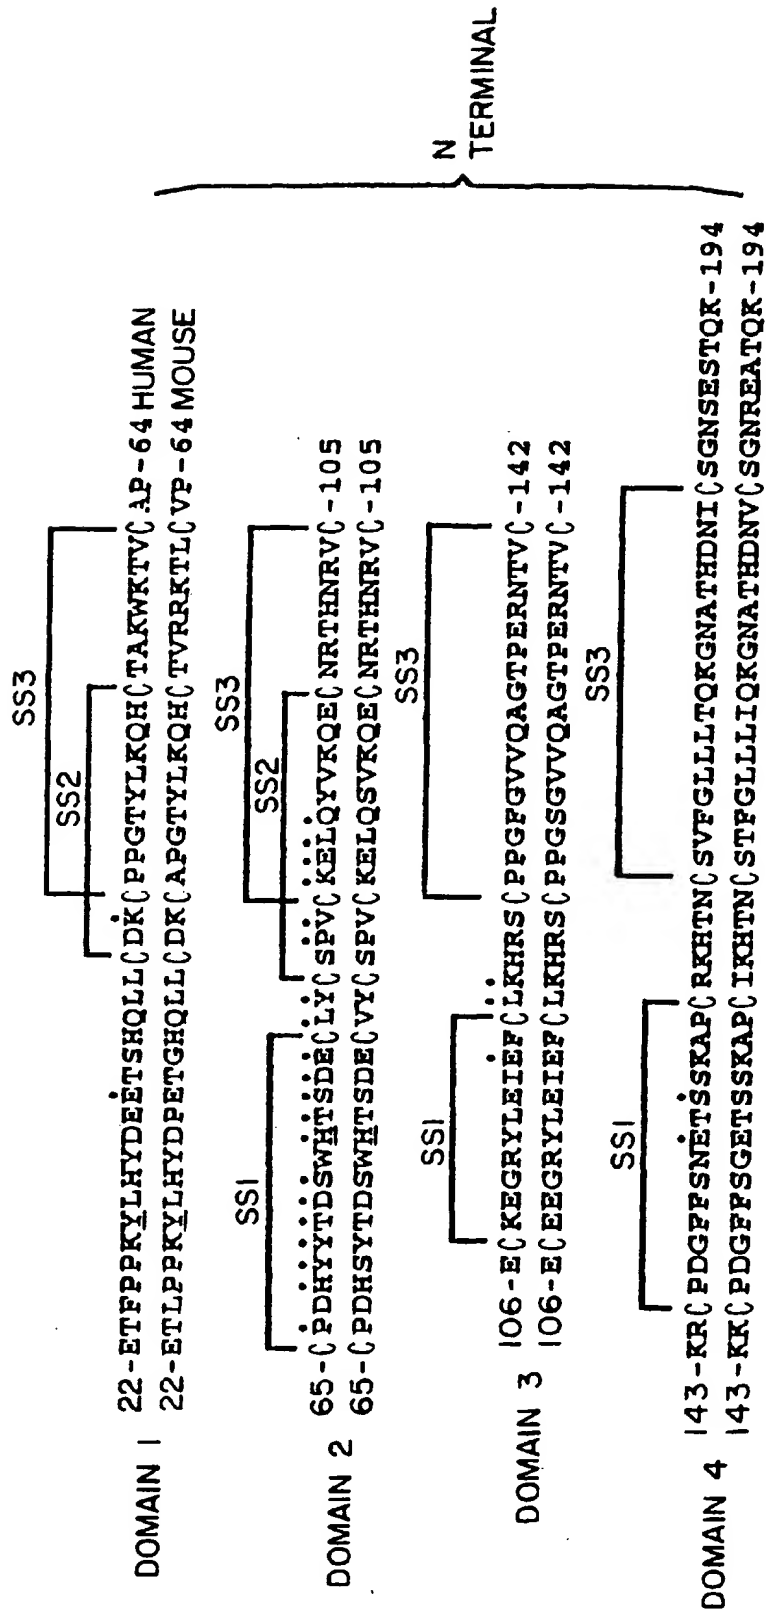 SS3
SS2
DOMAIN 1
22-ETFPPKYLHYDEETSHQLLCDKCPPGTYLKQHCTAKWKTVCAP-64 HUMAN
22-ETLPPKYLHYDPETGHQLLCDKCAPGTYLKQHCTVRRKTLCVP-64 MOUSE
SS3
SS1 SS2
DOMAIN 2
65-CPDHYYTDSWHTSDECLYCSPVCKELQYVKQECNRTHNRVC-105
65-CPDHSYTDSWHTSDECVYCSPVCKELQSVKQECNRTHNRVC-105
SS1 SS3
DOMAIN 3
106-ECKEGRYLEIEFCLKHRSCPPGFGVVQAGTPERNTVC-142
106-ECEEGRYLEIEFCLKHRSCPPGSGVVQAGTPERNTVC-142
SS1 SS3
DOMAIN 4
143-KRCPDGFFSNETSSKAPCRKHTNCSVFGLLLTQKGNATHDNICSGNSESTQK-194
143-KKCPDGFFSGETSSKAPCIKHTNCSTFGLLLIQKGNATHDNVCSGNREATQK-194
N
TERMINAL